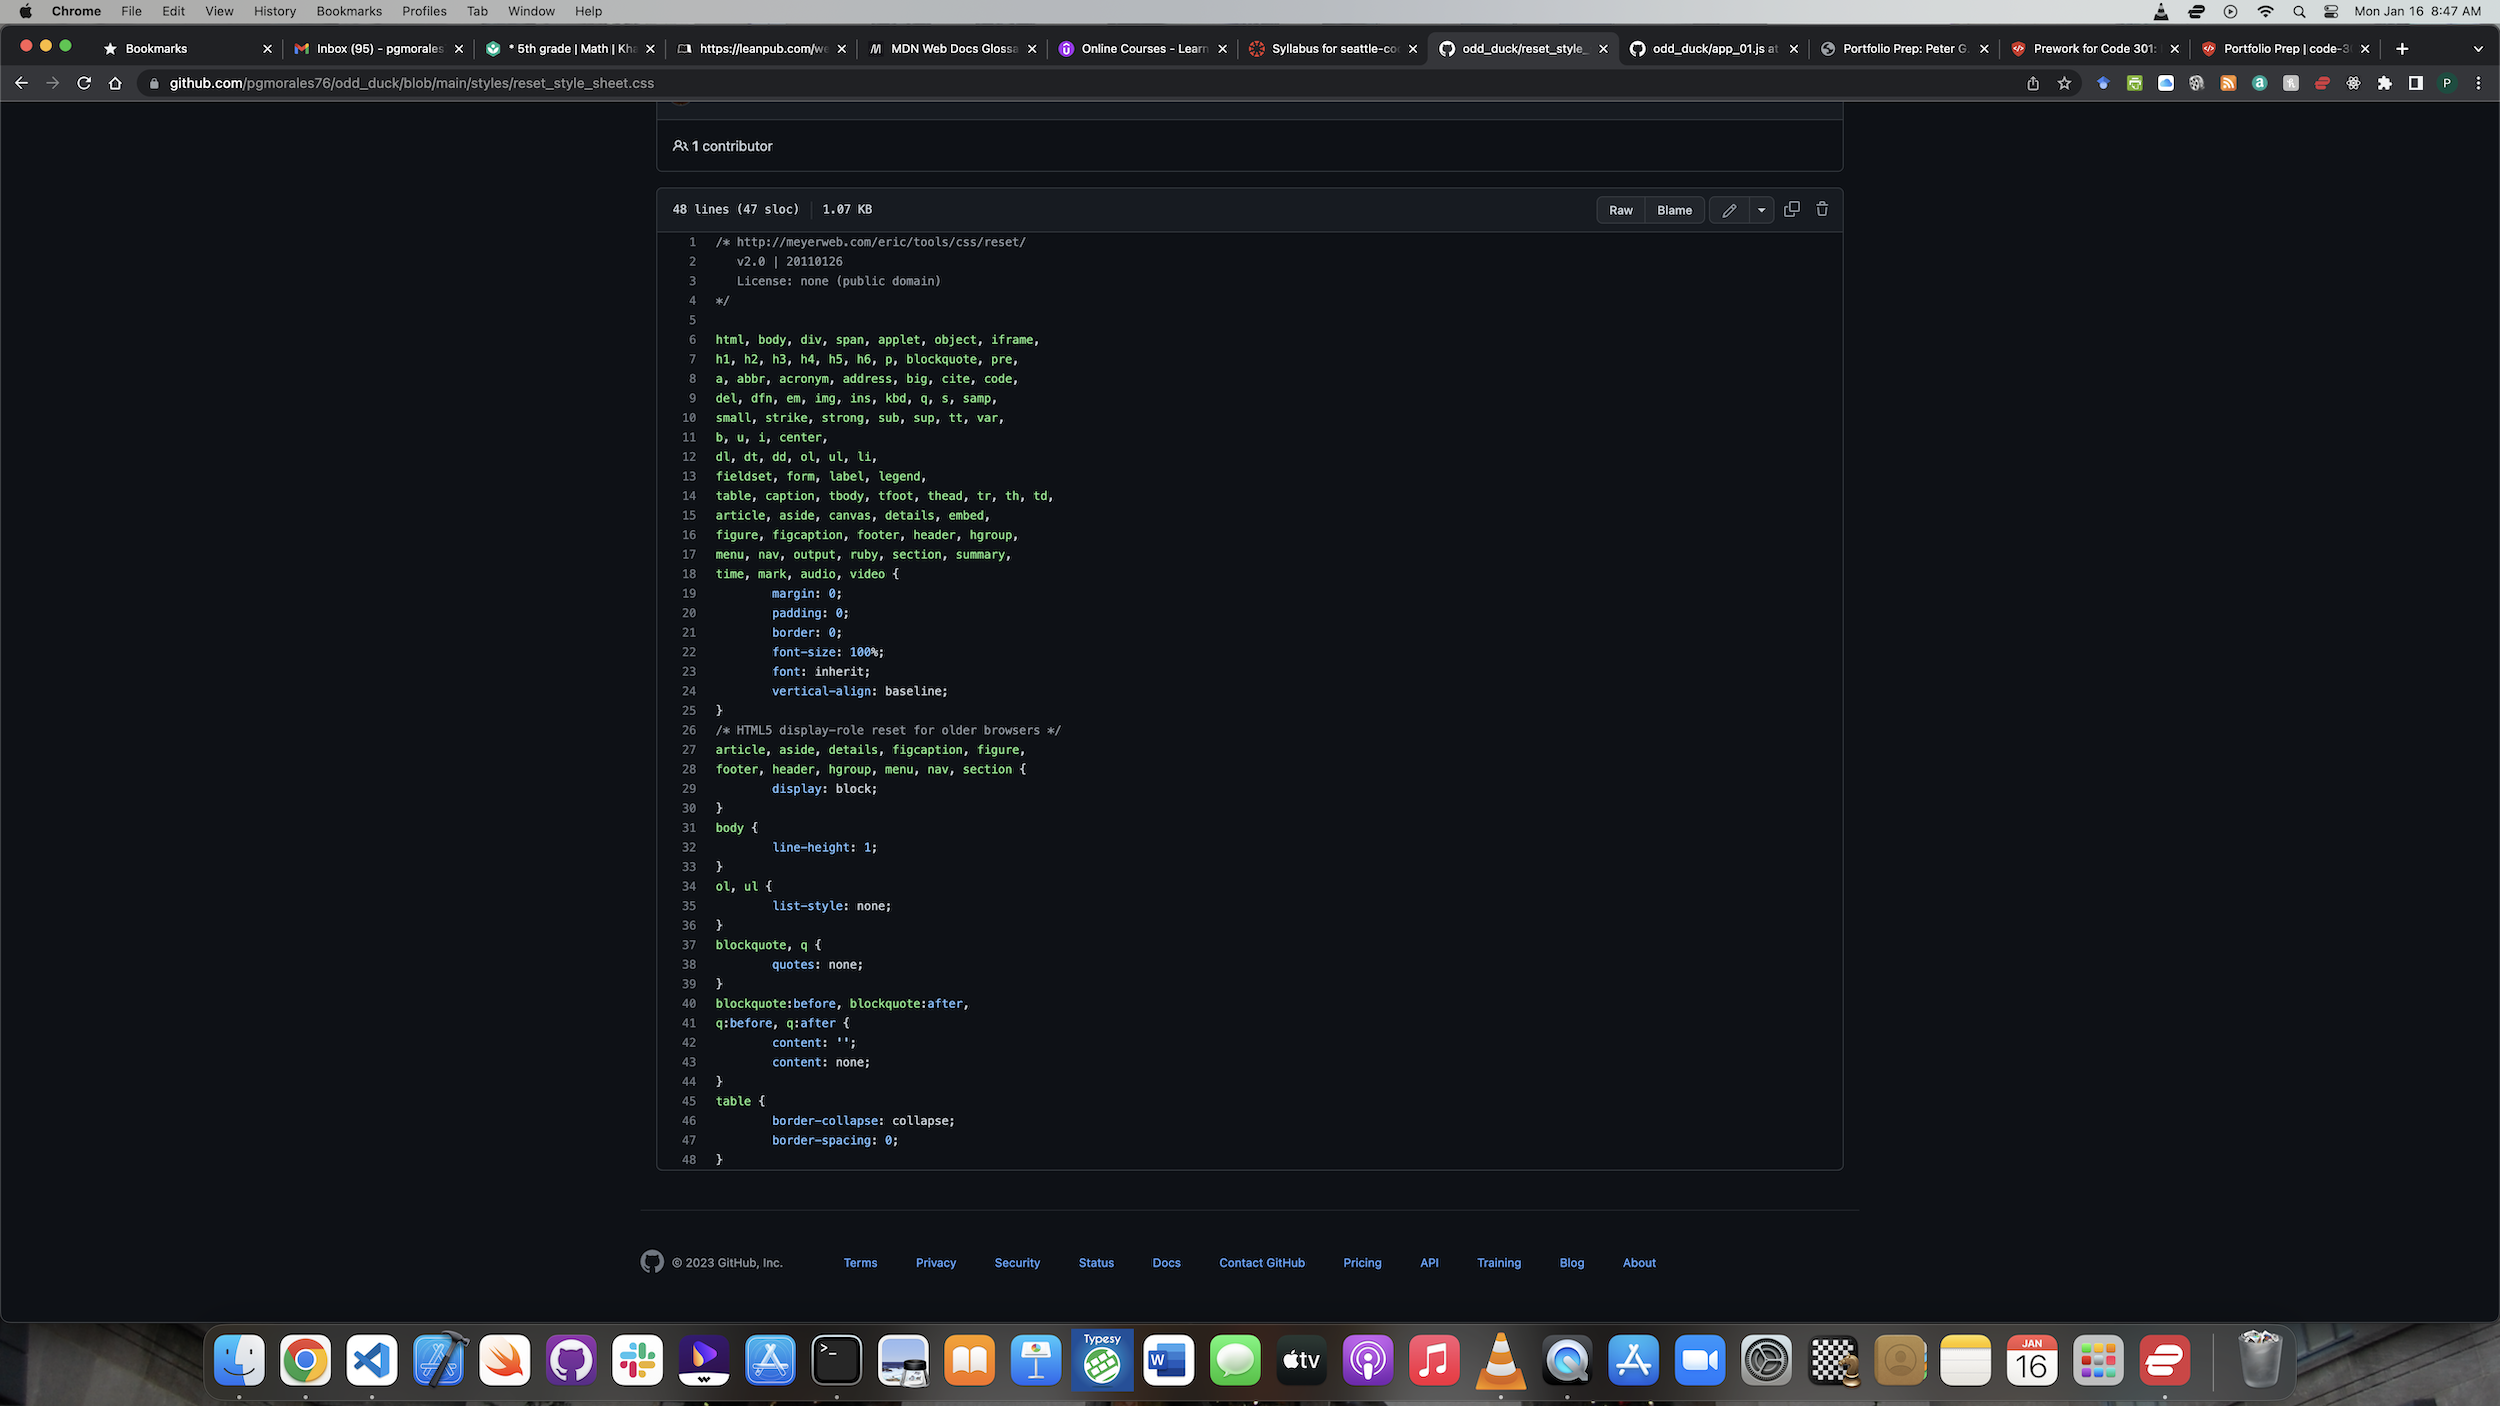 Chrome File Edit View History Bookmarks Profiles Tab Window Help Mon Jan 16 8:47 AM
Bookmarks Inbox (95) - pgmorales * 5th grade | Math | Kha https://leanpub.com/we MDN Web Docs Glossa Online Courses - Learn Syllabus for seattle-co odd_duck/reset_style_ odd_duck/app_01.js at Portfolio Prep: Peter G. Prework for Code 301: Portfolio Prep | code-3
github.com/pgmorales76/odd_duck/blob/main/styles/reset_style_sheet.css P
1 contributor
48 lines (47 sloc) 1.07 KB Raw Blame
1 /* http://meyerweb.com/eric/tools/css/reset/
2 v2.0 | 20110126
3 License: none (public domain)
4 */
5
6 html, body, div, span, applet, object, iframe,
7 h1, h2, h3, h4, h5, h6, p, blockquote, pre,
8 a, abbr, acronym, address, big, cite, code,
9 del, dfn, em, img, ins, kbd, q, s, samp,
10 small, strike, strong, sub, sup, tt, var,
11 b, u, i, center,
12 dl, dt, dd, ol, ul, li,
13 fieldset, form, label, legend,
14 table, caption, tbody, tfoot, thead, tr, th, td,
15 article, aside, canvas, details, embed,
16 figure, figcaption, footer, header, hgroup,
17 menu, nav, output, ruby, section, summary,
18 time, mark, audio, video {
19 margin: 0;
20 padding: 0;
21 border: 0;
22 font-size: 100%;
23 font: inherit;
24 vertical-align: baseline;
25 }
26 /* HTML5 display-role reset for older browsers */
27 article, aside, details, figcaption, figure,
28 footer, header, hgroup, menu, nav, section {
29 display: block;
30 }
31 body {
32 line-height: 1;
33 }
34 ol, ul {
35 list-style: none;
36 }
37 blockquote, q {
38 quotes: none;
39 }
40 blockquote:before, blockquote:after,
41 q:before, q:after {
42 content: '';
43 content: none;
44 }
45 table {
46 border-collapse: collapse;
47 border-spacing: 0;
48 }
© 2023 GitHub, Inc. Terms Privacy Security Status Docs Contact GitHub Pricing API Training Blog About
Typesy
W
tv
JAN
16